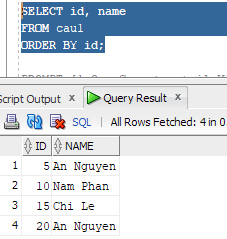 SELECT id, name
FROM cau1
ORDER BY id;
Script Output
Query Result
SQL | All Rows Fetched: 4 in 0
ID NAME
1 5 An Nguyen
2 10 Nam Phan
3 15 Chi Le
4 20 An Nguyen